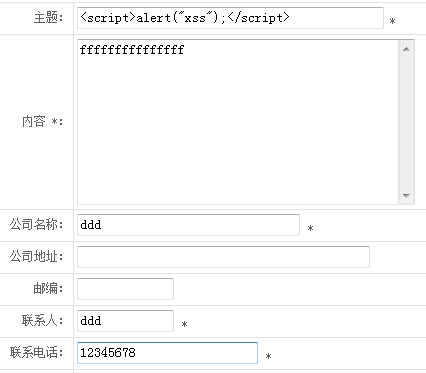 主题: <script>alert("xss");</script> *
内容 *: fffffffffffffff
公司名称: ddd *
公司地址:
邮编:
联系人: ddd *
联系电话: 12345678 *